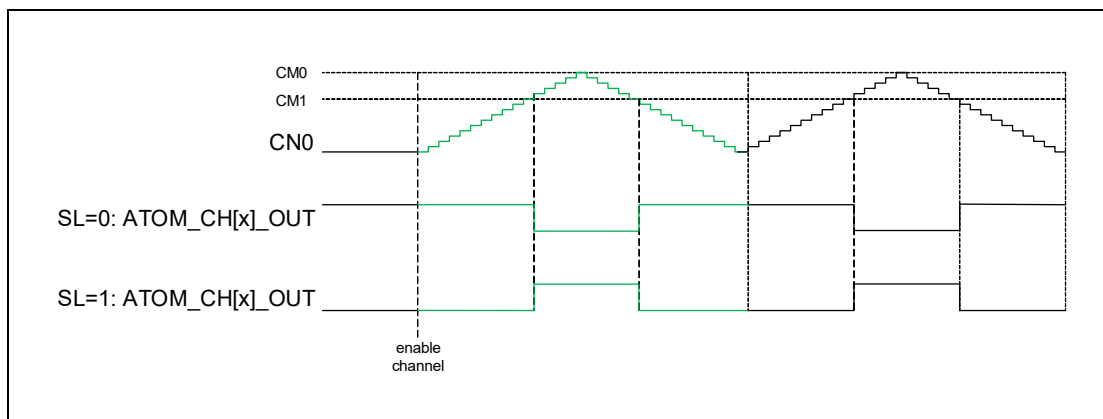 CM0
CM1
CN0
SL=0: ATOM_CH[x]_OUT
SL=1: ATOM_CH[x]_OUT
enable
channel